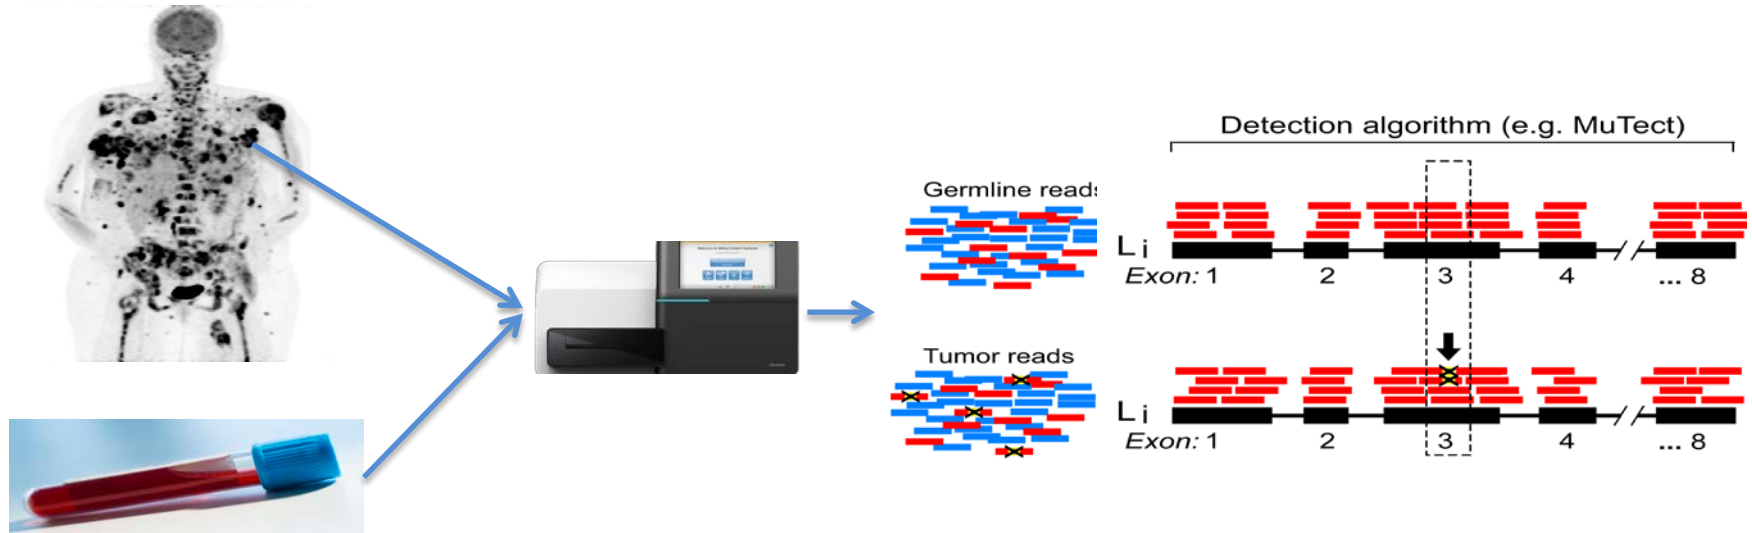 Detection algorithm (e.g. MuTect)
Germline reads
Li
Exon: 1 2 3 4 ... 8
Tumor reads
Li
Exon: 1 2 3 4 ... 8